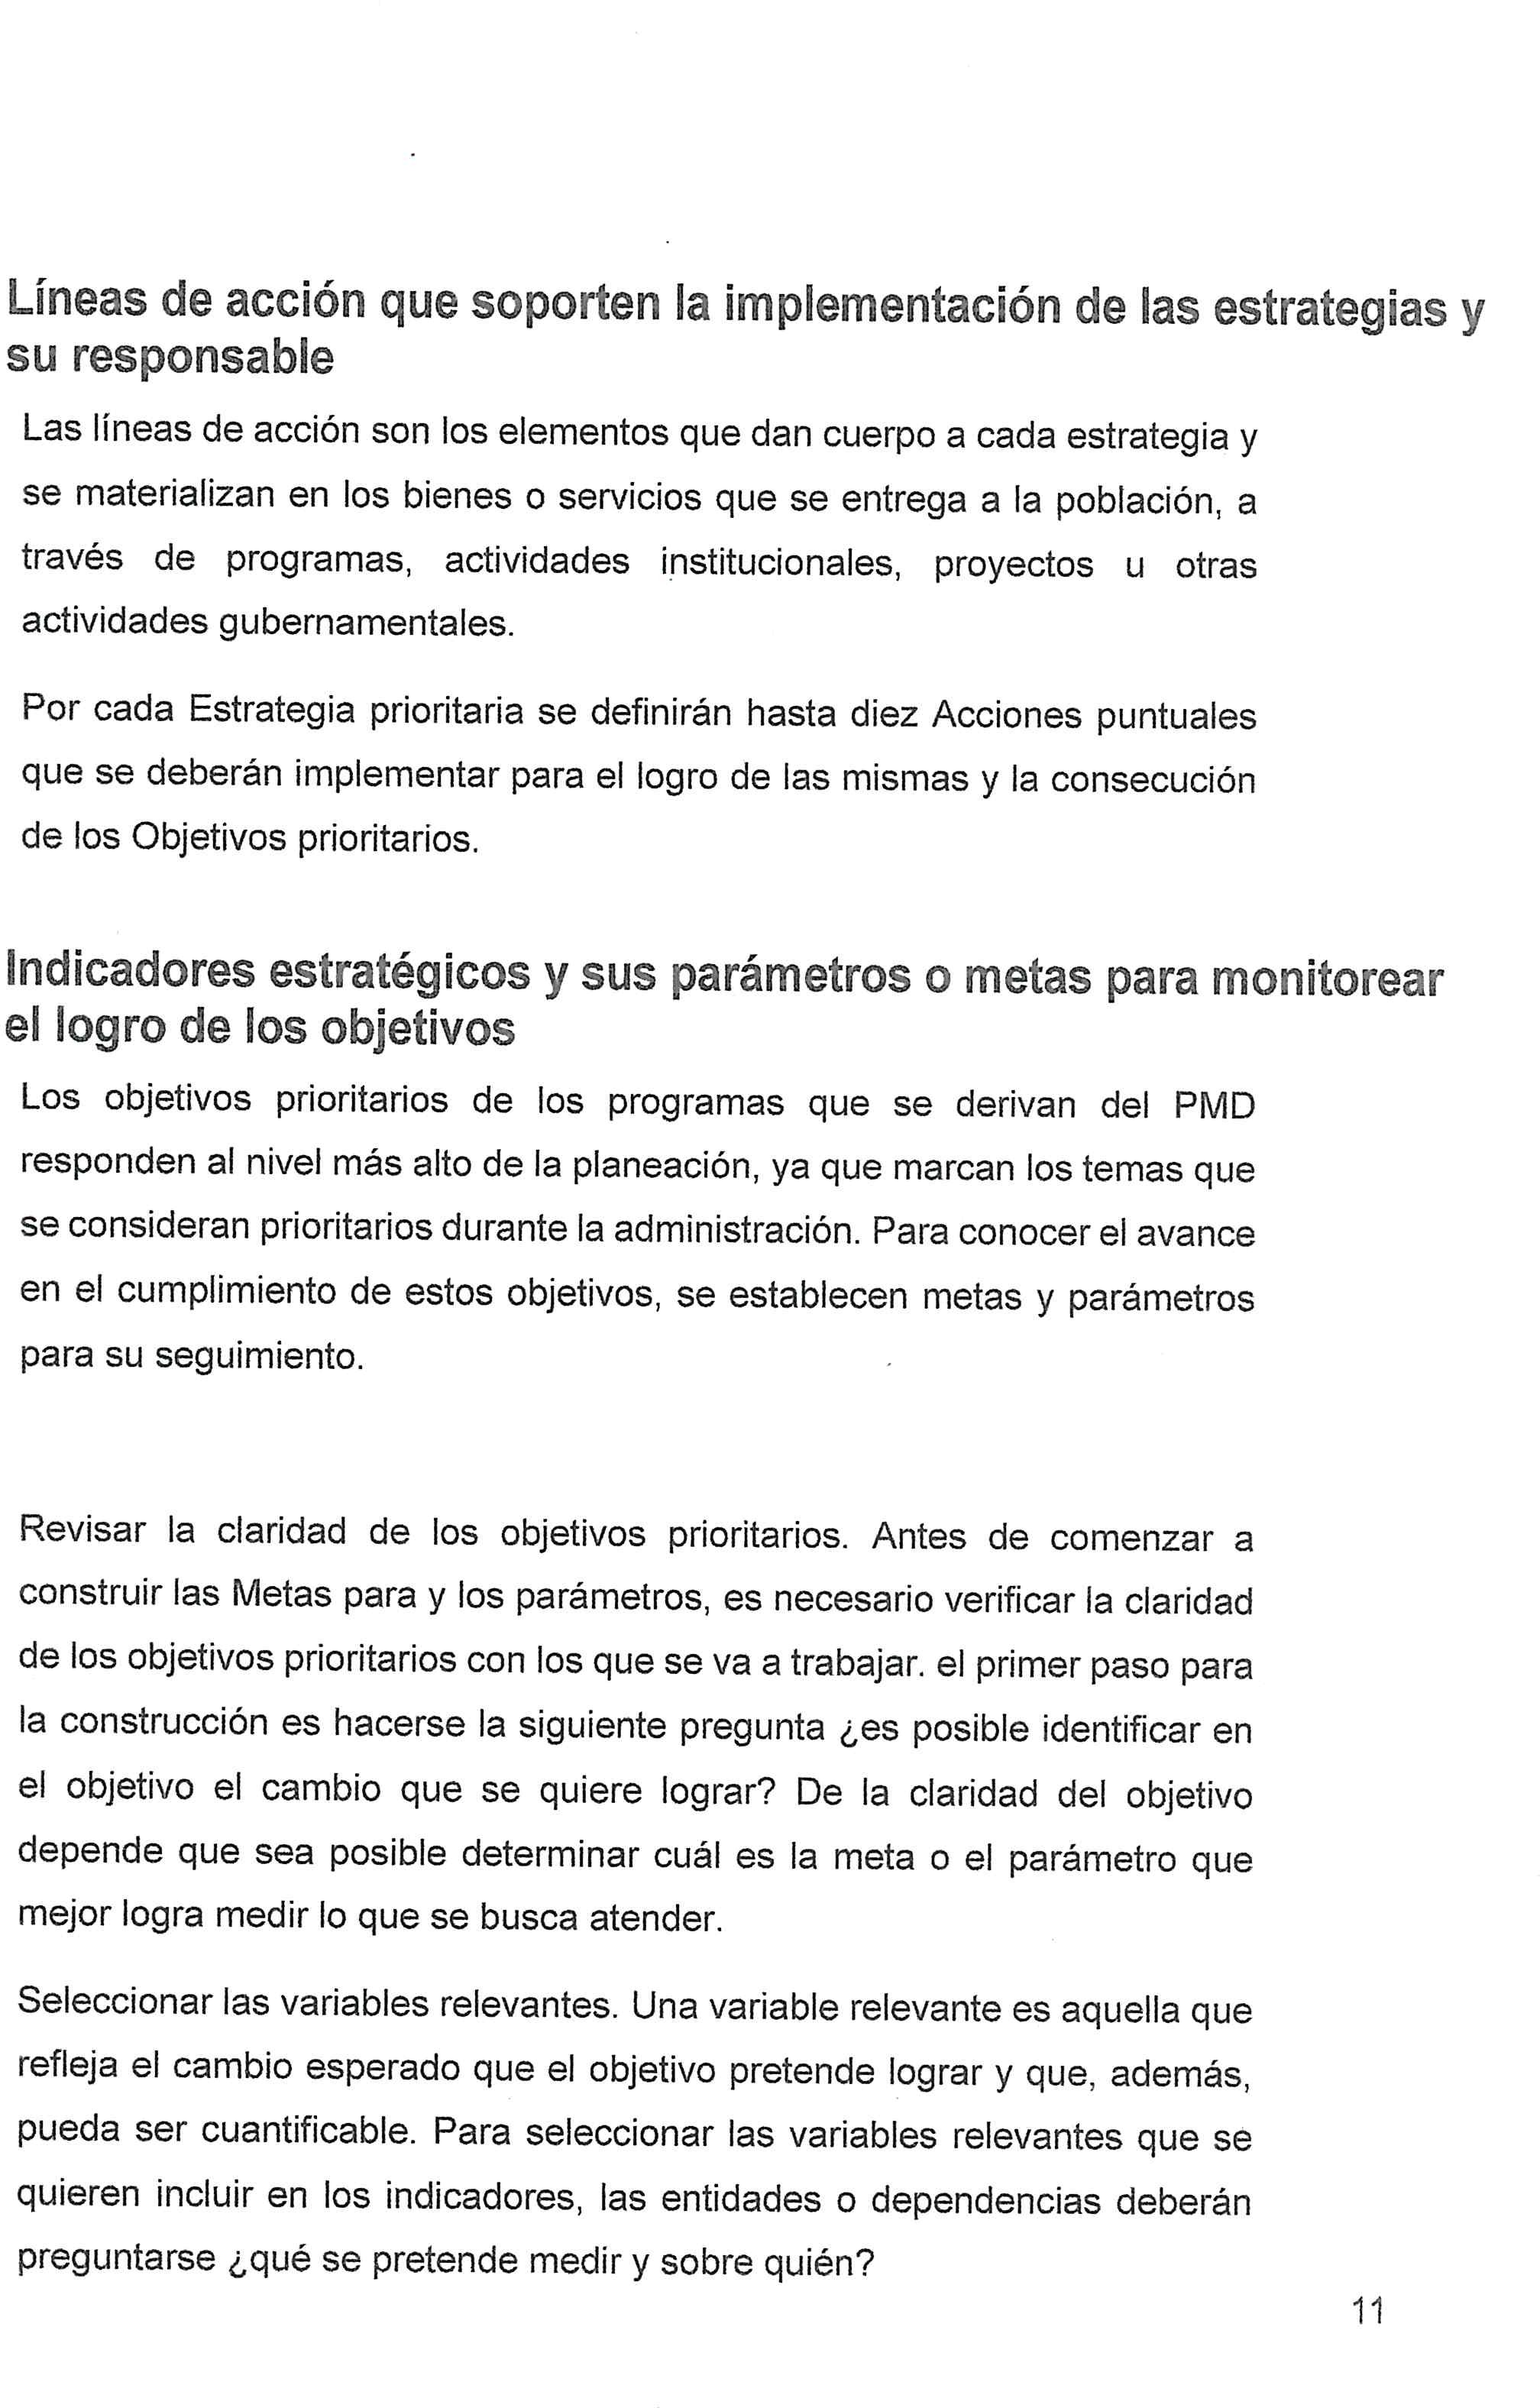 Líneas de acción que soporten la implementación de las estrategias y
su responsable
Las líneas de acción son los elementos que dan cuerpo a cada estrategia y
se materializan en los bienes o servicios que se entrega a la población, a
través de programas, actividades institucionales, proyectos u otras
actividades gubernamentales.
Por cada Estrategia prioritaria se definirán hasta diez Acciones puntuales
que se deberán implementar para el logro de las mismas y la consecución
de los Objetivos prioritarios.
Indicadores estratégicos y sus parámetros o metas para monitorear
el logro de los objetivos
Los objetivos prioritarios de los programas que se derivan del PMD
responden al nivel más alto de la planeación, ya que marcan los temas que
se consideran prioritarios durante la administración. Para conocer el avance
en el cumplimiento de estos objetivos, se establecen metas y parámetros
para su seguimiento.
Revisar la claridad de los objetivos prioritarios. Antes de comenzar a
construir las Metas para y los parámetros, es necesario verificar la claridad
de los objetivos prioritarios con los que se va a trabajar. el primer paso para
la construcción es hacerse la siguiente pregunta ¿es posible identificar en
el objetivo el cambio que se quiere lograr? De la claridad del objetivo
depende que sea posible determinar cuál es la meta o el parámetro que
mejor logra medir lo que se busca atender.
Seleccionar las variables relevantes. Una variable relevante es aquella que
refleja el cambio esperado que el objetivo pretende lograr y que, además,
pueda ser cuantificable. Para seleccionar las variables relevantes que se
quieren incluir en los indicadores, las entidades o dependencias deberán
preguntarse ¿qué se pretende medir y sobre quién?
11